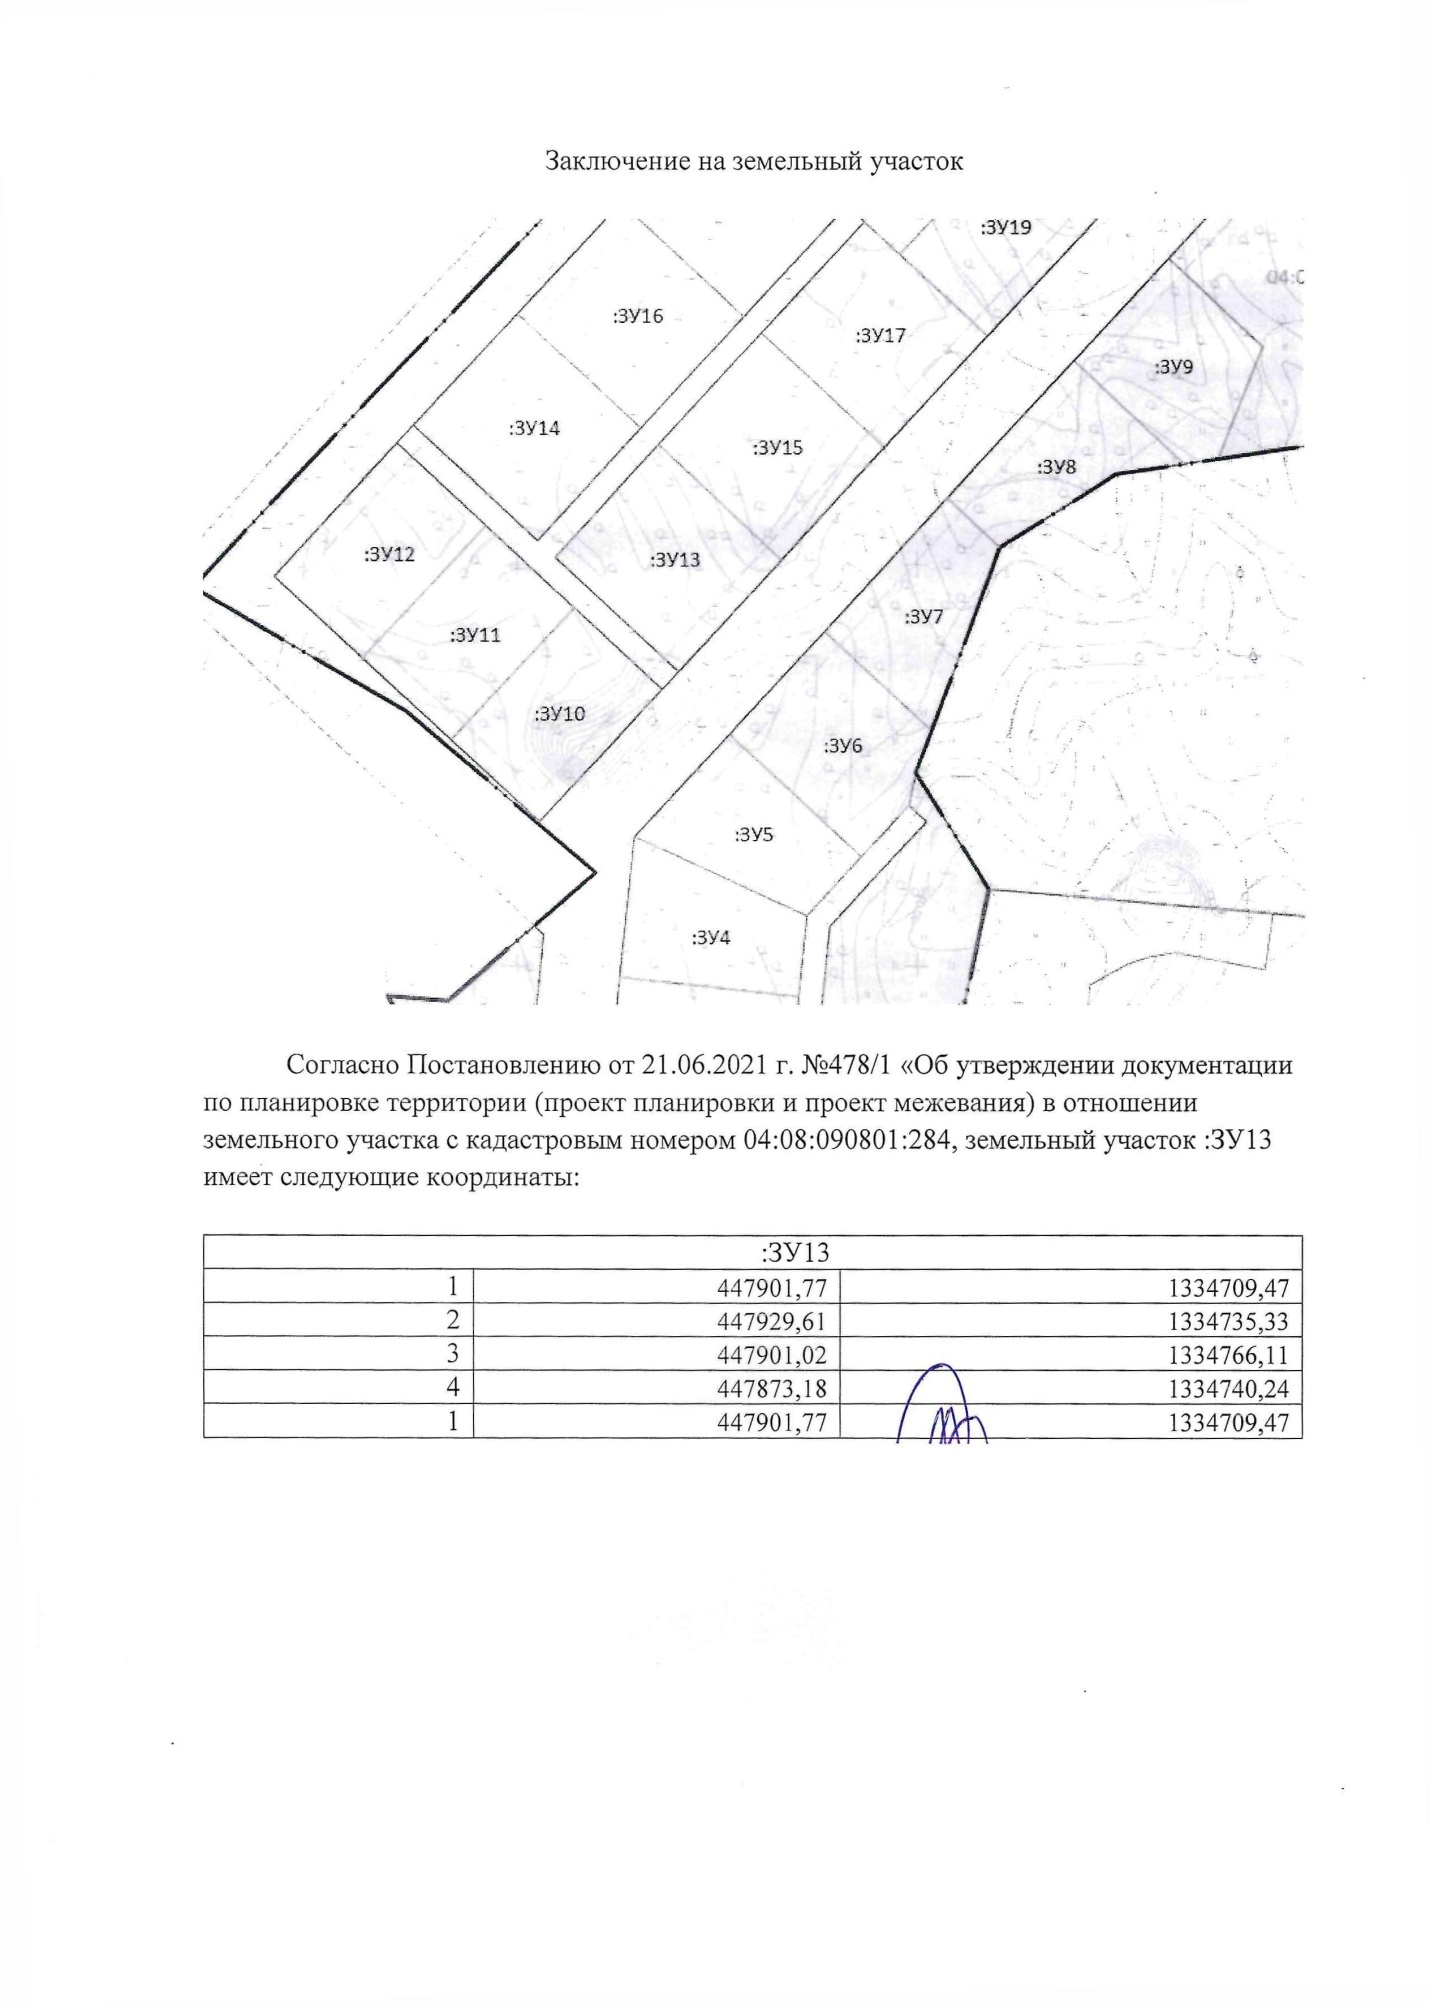 Заключение на земельный участок
:ЗУ19
04:0
:ЗУ16
:ЗУ17
:ЗУ9
:ЗУ14
:ЗУ15
:ЗУ8
:ЗУ12
:ЗУ13
:ЗУ7
:ЗУ11
:ЗУ10
:ЗУ6
:ЗУ5
:ЗУ4
Согласно Постановлению от 21.06.2021 г. №478/1 «Об утверждении документации
по планировке территории (проект планировки и проект межевания) в отношении
земельного участка с кадастровым номером 04:08:090801:284, земельный участок :ЗУ13
имеет следующие координаты:
:ЗУ13
1 447901,77 1334709,47
2 447929,61 1334735,33
3 447901,02 1334766,11
4 447873,18 1334740,24
1 447901,77 1334709,47